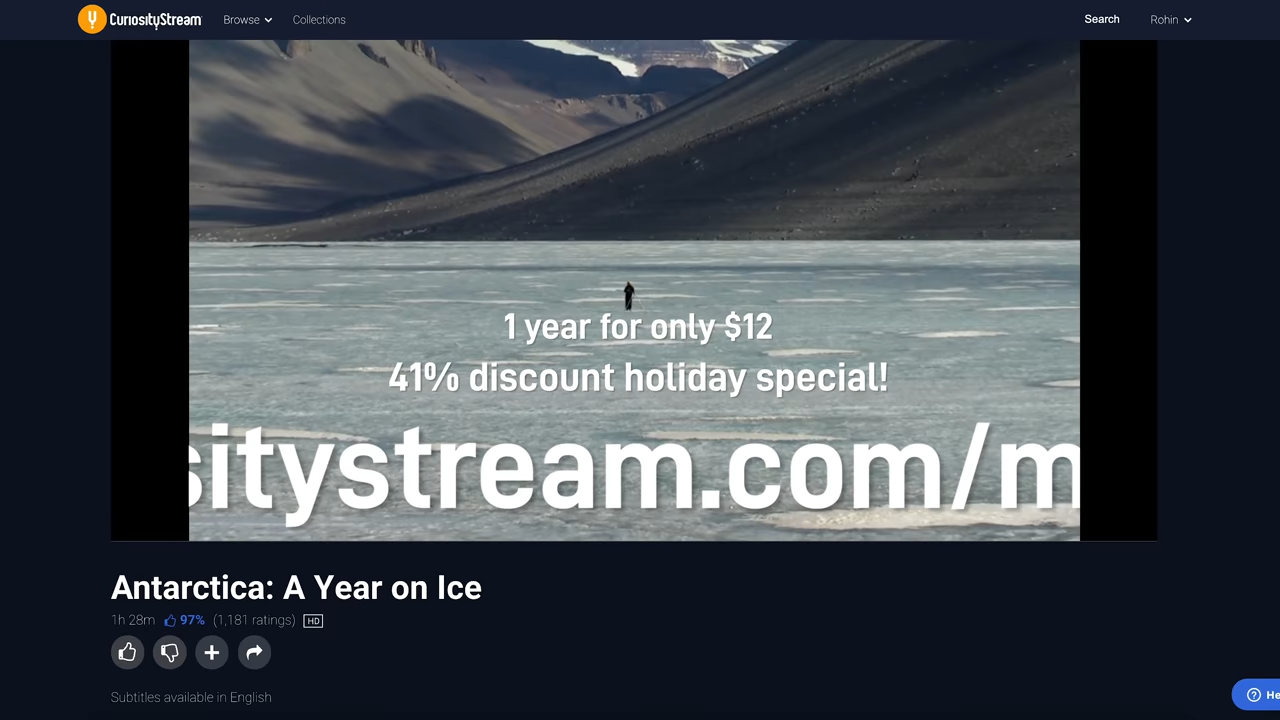 CURIOSITYSTREAM Browse Collections Search Rohin
1 year for only $12
41% discount holiday special!
sitystream.com/m
Antarctica: A Year on Ice
1h 28m 97% (1,181 ratings) HD
Subtitles available in English
He